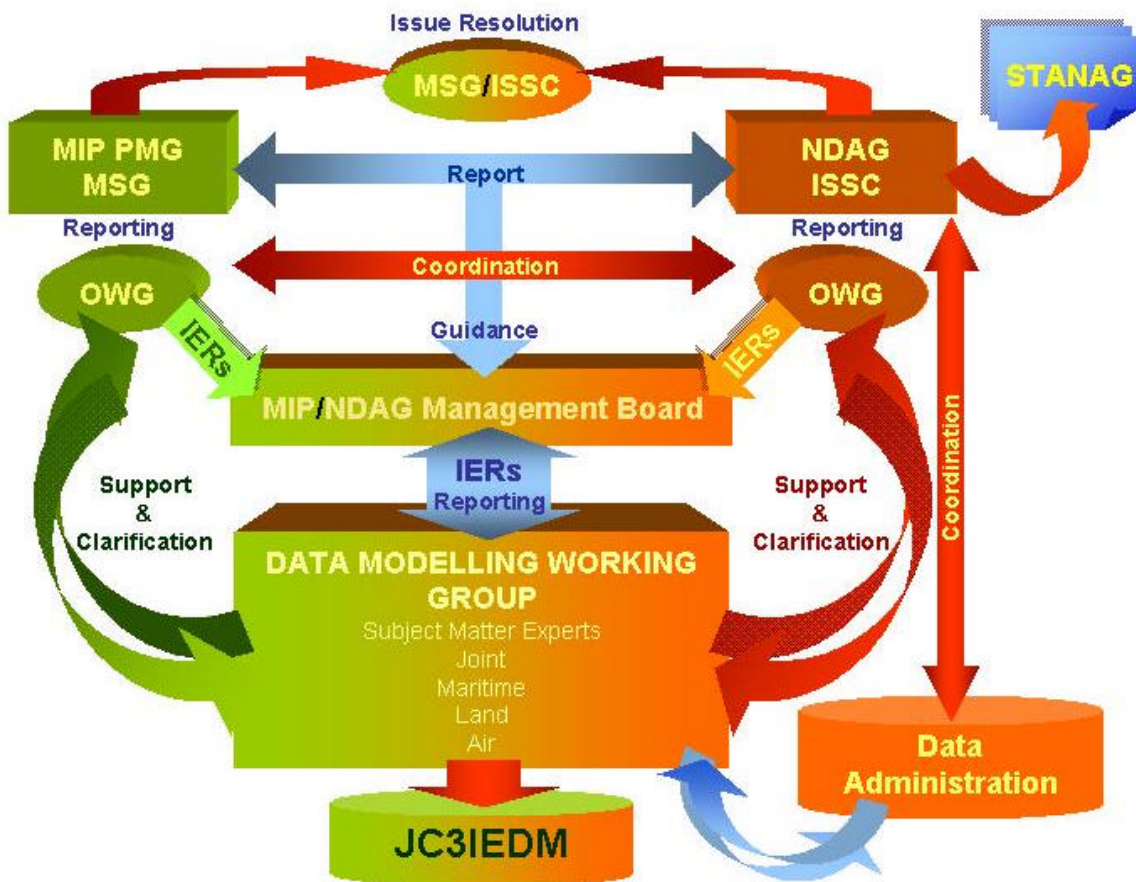 Issue Resolution
MSG/ISSC
STANAG
MIP PMG
MSG
NDAG
ISSC
Report
Reporting
Reporting
Coordination
OWG
OWG
IERs
Guidance
IERs
MIP/NDAG Management Board
IERs
Reporting
Support
&
Clarification
Support
&
Clarification
Coordination
DATA MODELLING WORKING
GROUP
Subject Matter Experts
Joint
Maritime
Land
Air
Data
Administration
JC3IEDM